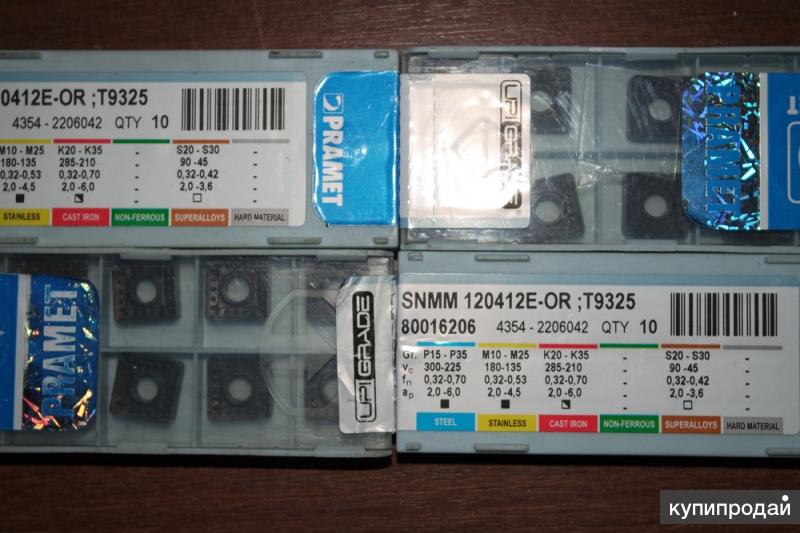 0412E-OR ;T9325
4354 - 2206042 QTY 10
M10 - M25 K20 - K35 - S20 - S30 -
180-135 285-210 - 90 -45 -
0,32-0,53 0,32-0,70 - 0,32-0,42 -
2,0 -4,5 2,0 -6,0 - 2,0 -3,6 -
STAINLESS CAST IRON NON-FERROUS SUPERALLOYS HARD MATERIAL
PRAMET
UP!GRADE
PRAMET
PRAMET
UP!GRADE
SNMM 120412E-OR ;T9325
80016206 4354 - 2206042 QTY 10
Gr. P15 - P35 M10 - M25 K20 - K35 - S20 - S30 -
vc 300-225 180-135 285-210 - 90 -45 -
fn 0,32-0,70 0,32-0,53 0,32-0,70 - 0,32-0,42 -
ap 2,0 -6,0 2,0 -4,5 2,0 -6,0 - 2,0 -3,6 -
STEEL STAINLESS CAST IRON NON-FERROUS SUPERALLOYS HARD MATERIAL
купипродай